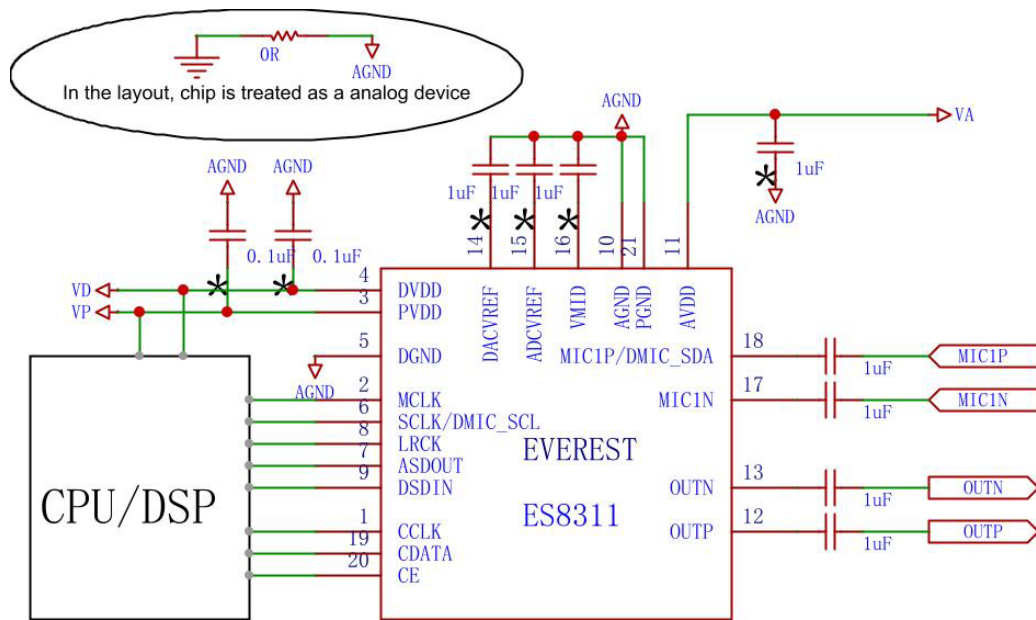 0R
AGND
In the layout, chip is treated as a analog device
AGND
AGND
AGND
VA
1uF
AGND
1uF
1uF
1uF
*
*
*
*
14
15
16
10
21
11
0.1uF
0.1uF
*
*
VD
VP
4
3
DVDD
PVDD
DACVREF
ADCVREF
VMID
AGND
PGND
AVDD
5
DGND
AGND
MIC1P/DMIC_SDA
18
1uF
MIC1P
2
MCLK
MIC1N
17
1uF
MIC1N
6
SCLK/DMIC_SCL
8
LRCK
7
ASDOUT
EVEREST
9
DSDIN
OUTN
13
1uF
OUTN
CPU/DSP
ES8311
1
CCLK
OUTP
12
1uF
OUTP
19
CDATA
20
CE